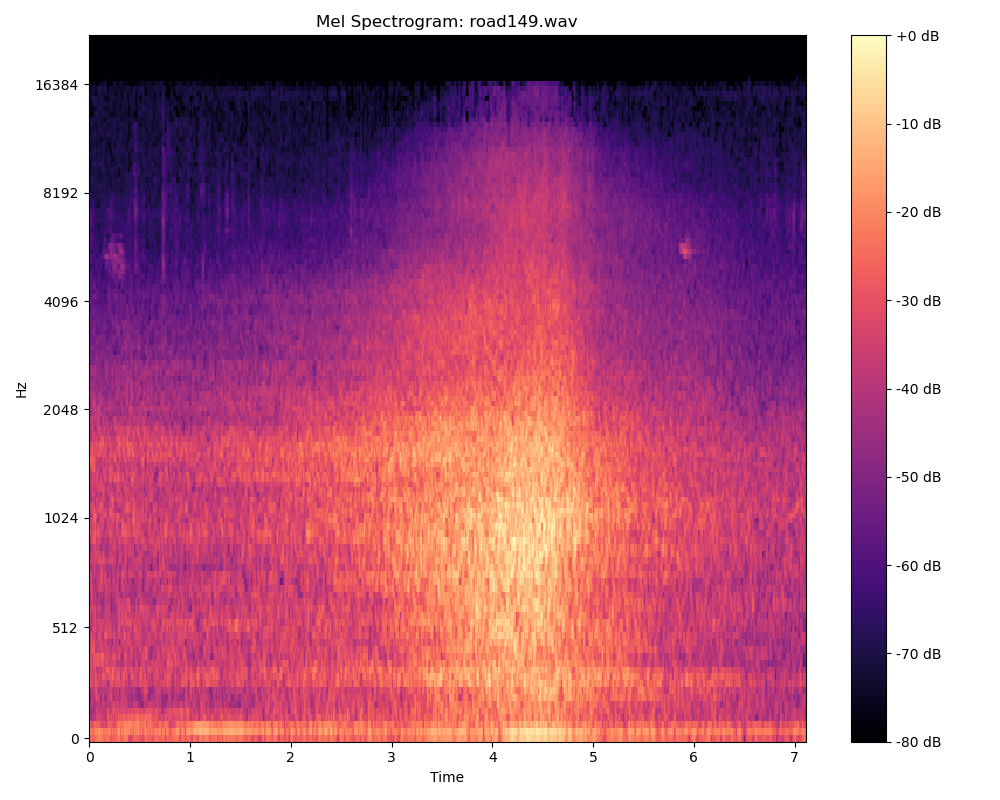 Mel Spectrogram: road149.wav
+0 dB
16384
-10 dB
8192
-20 dB
4096
-30 dB
Hz
2048
-40 dB
-50 dB
1024
-60 dB
512
-70 dB
0
-80 dB
0 1 2 3 4 5 6 7
Time